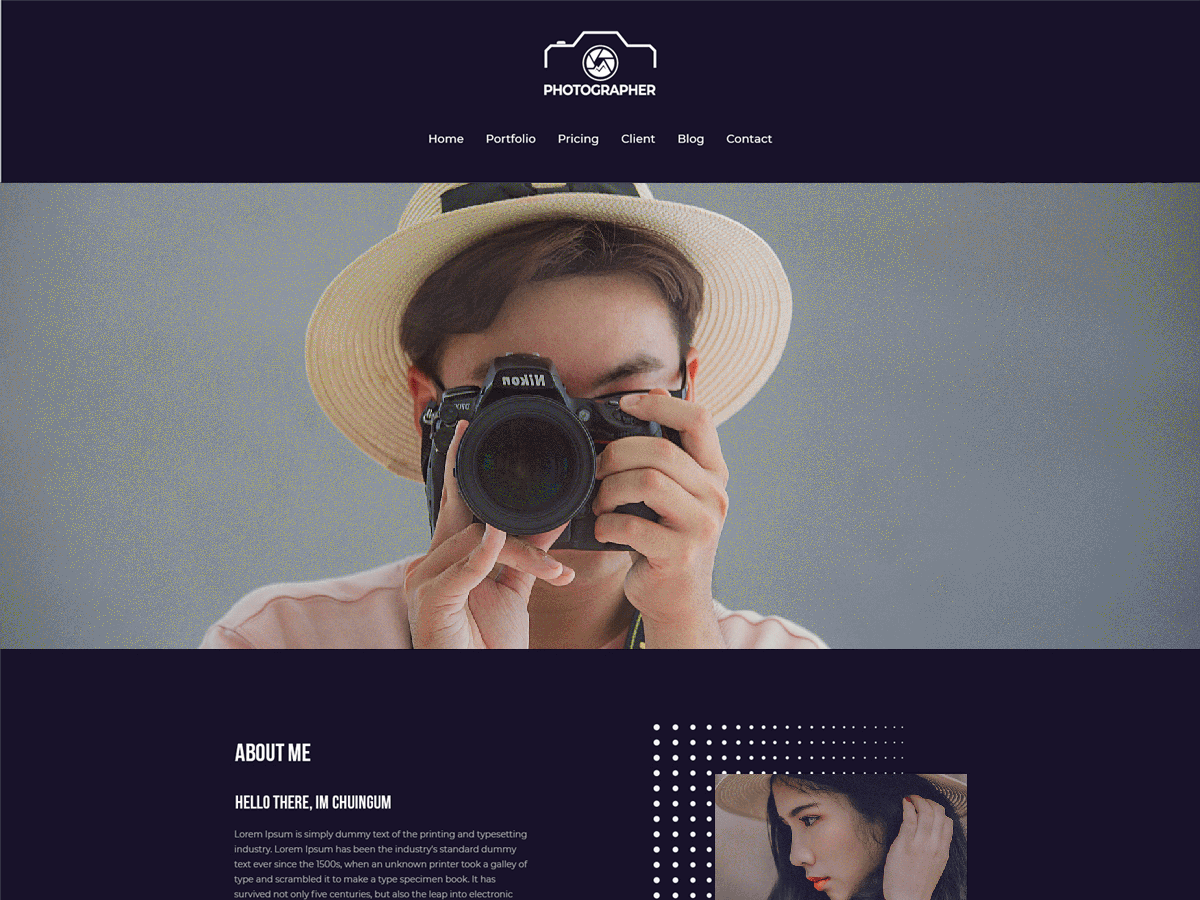 PHOTOGRAPHER
Home Portfolio Pricing Client Blog Contact
Nikon
ABOUT ME
HELLO THERE, IM CHUINGUM
Lorem Ipsum is simply dummy text of the printing and typesetting
industry. Lorem Ipsum has been the industry's standard dummy
text ever since the 1500s, when an unknown printer took a galley of
type and scrambled it to make a type specimen book. It has
survived not only five centuries, but also the leap into electronic